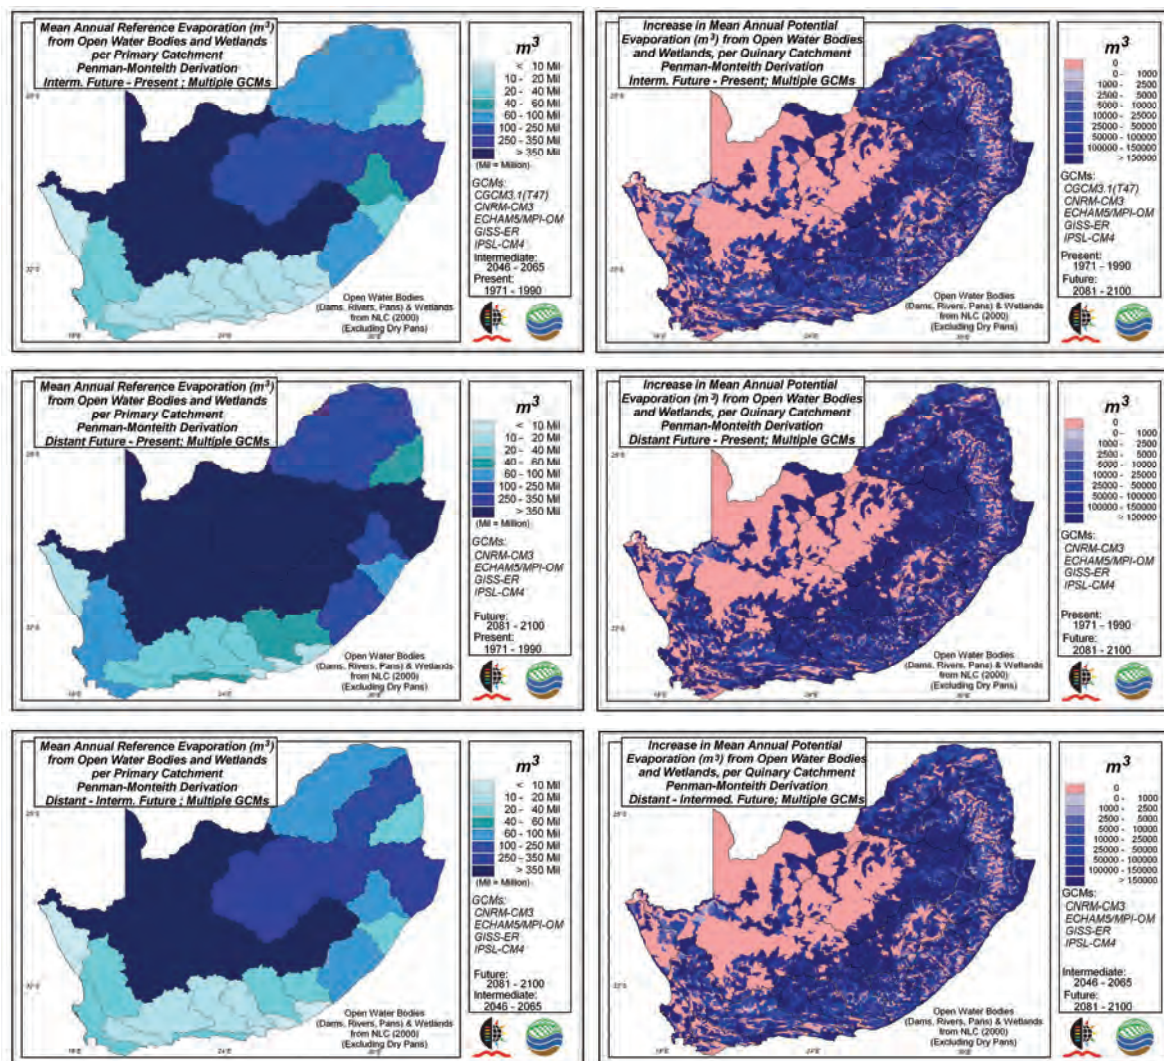 Mean Annual Reference Evaporation (m³)
from Open Water Bodies and Wetlands
per Primary Catchment
Penman-Monteith Derivation
Interm. Future - Present ; Multiple GCMs
m³
< 10 Mil
10 - 20 Mil
20 - 40 Mil
40 - 60 Mil
60 - 100 Mil
100 - 250 Mil
250 - 350 Mil
> 350 Mil
(Mil = Million)
GCMs:
CGCM3.1(T47)
CNRM-CM3
ECHAM5/MPI-OM
GISS-ER
IPSL-CM4
Intermediate:
2046 - 2065
Present:
1971 - 1990
Open Water Bodies
(Dams, Rivers, Pans) & Wetlands
from NLC (2000)
(Excluding Dry Pans)
Increase in Mean Annual Potential
Evaporation (m³) from Open Water Bodies
and Wetlands, per Quinary Catchment
Penman-Monteith Derivation
Interm. Future - Present; Multiple GCMs
m³
0
0 - 1000
1000 - 2500
2500 - 5000
5000 - 10000
10000 - 25000
25000 - 50000
50000 - 100000
100000 - 150000
> 150000
GCMs:
CGCM3.1(T47)
CNRM-CM3
ECHAM5/MPI-OM
GISS-ER
IPSL-CM4
Present:
1971 - 1990
Future:
2081 - 2100
Open Water Bodies
(Dams, Rivers, Pans) & Wetlands
from NLC (2000)
(Excluding Dry Pans)
Mean Annual Reference Evaporation (m³)
from Open Water Bodies and Wetlands
per Primary Catchment
Penman-Monteith Derivation
Distant Future - Present; Multiple GCMs
m³
< 10 Mil
10 - 20 Mil
20 - 40 Mil
40 - 60 Mil
60 - 100 Mil
100 - 250 Mil
250 - 350 Mil
> 350 Mil
GCMs:
CNRM-CM3
ECHAM5/MPI-OM
GISS-ER
IPSL-CM4
Future:
2081 - 2100
Present:
1971 - 1990
Open Water Bodies
(Dams, Rivers, Pans) & Wetlands
from NLC (2000)
(Excluding Dry Pans)
Increase in Mean Annual Potential
Evaporation (m³) from Open Water Bodies
and Wetlands, per Quinary Catchment
Penman-Monteith Derivation
Distant Future - Present; Multiple GCMs
m³
0
0 - 1000
1000 - 2500
2500 - 5000
5000 - 10000
10000 - 25000
25000 - 50000
50000 - 100000
100000 - 150000
GCMs:
CNRM-CM3
ECHAM5/MPI-OM
GISS-ER
IPSL-CM4
Present:
1971 - 1990
Future:
2081 - 2100
Open Water Bodies
(Dams, Rivers, Pans) & Wetlands
from NLC (2000)
(Excluding Dry Pans)
Mean Annual Reference Evaporation (m³)
from Open Water Bodies and Wetlands
per Primary Catchment
Penman-Monteith Derivation
Distant - Interm. Future ; Multiple GCMs
m³
< 10 Mil
10 - 20 Mil
20 - 40 Mil
40 - 60 Mil
60 - 100 Mil
100 - 250 Mil
250 - 350 Mil
> 350 Mil
(Mil = Million)
GCMs:
CNRM-CM3
ECHAM5/MPI-OM
GISS-ER
IPSL-CM4
Future:
2081 - 2100
Intermediate:
2046 - 2065
Open Water Bodies
(Dams, Rivers, Pans) & Wetlands
from NLC (2000)
(Excluding Dry Pans)
Increase in Mean Annual Potential
Evaporation (m³) from Open Water Bodies
and Wetlands, per Quinary Catchment
Penman-Monteith Derivation
Distant - Intermed. Future; Multiple GCMs
m³
0
0 - 1000
1000 - 2500
2500 - 5000
5000 - 10000
10000 - 25000
25000 - 50000
50000 - 100000
100000 - 150000
> 150000
GCMs:
CNRM-CM3
ECHAM5/MPI-OM
GISS-ER
IPSL-CM4
Intermediate:
2046 - 2065
Future:
2081 - 2100
Open Water Bodies
(Dams, Rivers, Pans) & Wetlands
from NLC (2000)
(Excluding Dry Pans)